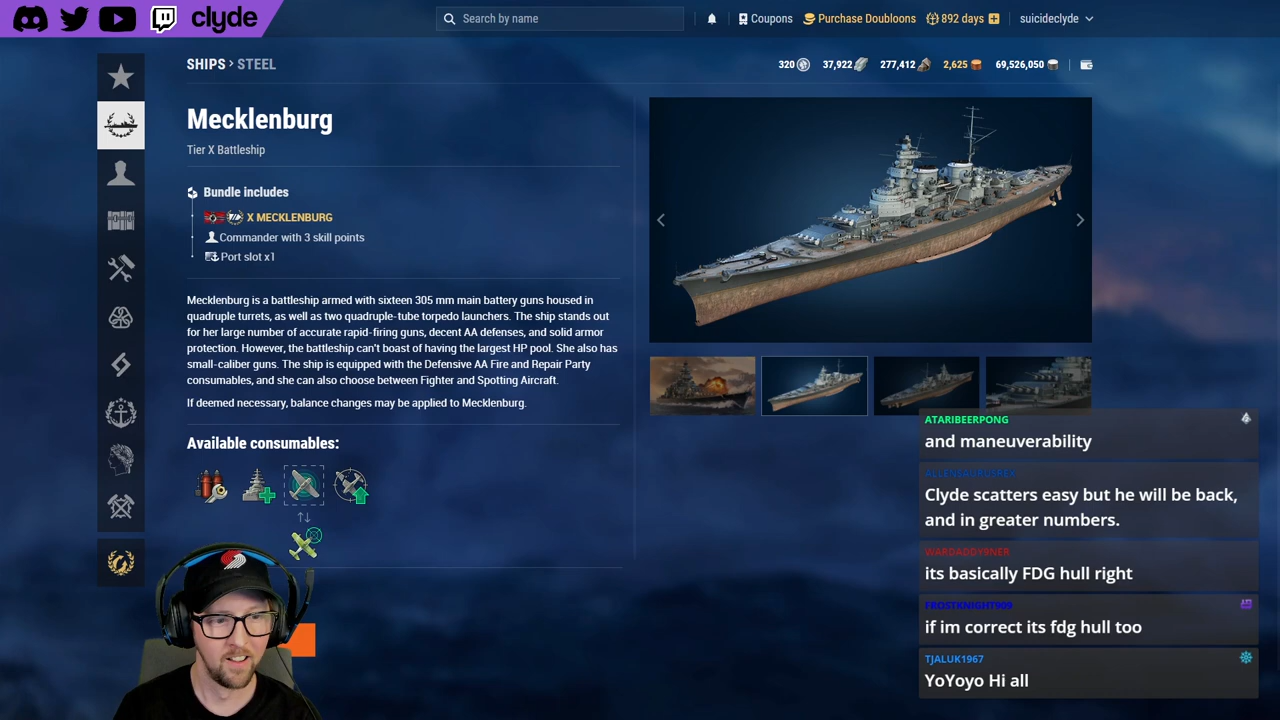 clyde
Search by name
Coupons
Purchase Doubloons
892 days
suicideclyde
SHIPS > STEEL
320
37,922
277,412
2,625
69,526,050
Mecklenburg
Tier X Battleship
Bundle includes
X MECKLENBURG
Commander with 3 skill points
Port slot x1
Mecklenburg is a battleship armed with sixteen 305 mm main battery guns housed in
quadruple turrets, as well as two quadruple-tube torpedo launchers. The ship stands out
for her large number of accurate rapid-firing guns, decent AA defenses, and solid armor
protection. However, the battleship can't boast of having the largest HP pool. She also has
small-caliber guns. The ship is equipped with the Defensive AA Fire and Repair Party
consumables, and she can also choose between Fighter and Spotting Aircraft.
If deemed necessary, balance changes may be applied to Mecklenburg.
Available consumables:
ATARIBEERPONG
and maneuverability
Clyde scatters easy but he will be back,
and in greater numbers.
WARDADDY9NER
its basically FDG hull right
FROSTKNIGHT909
if im correct its fdg hull too
TJALUK1967
YoYoyo Hi all